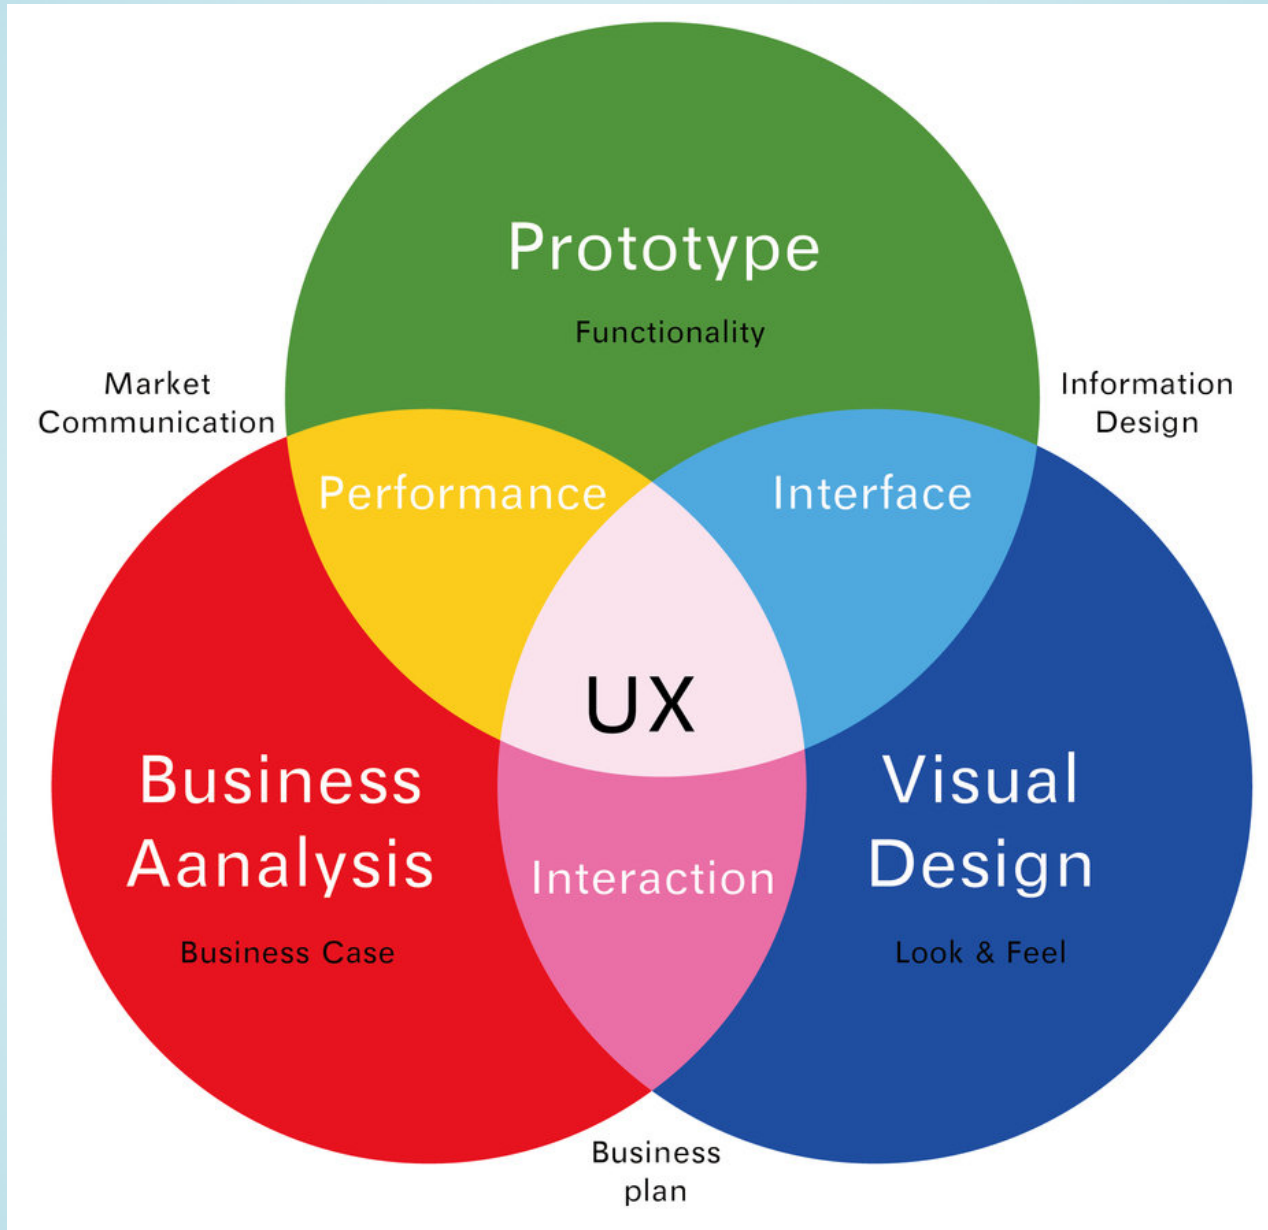 Prototype
Functionality
Market
Communication
Information
Design
Performance
Interface
UX
Business
Aanalysis
Business Case
Interaction
Visual
Design
Look & Feel
Business
plan